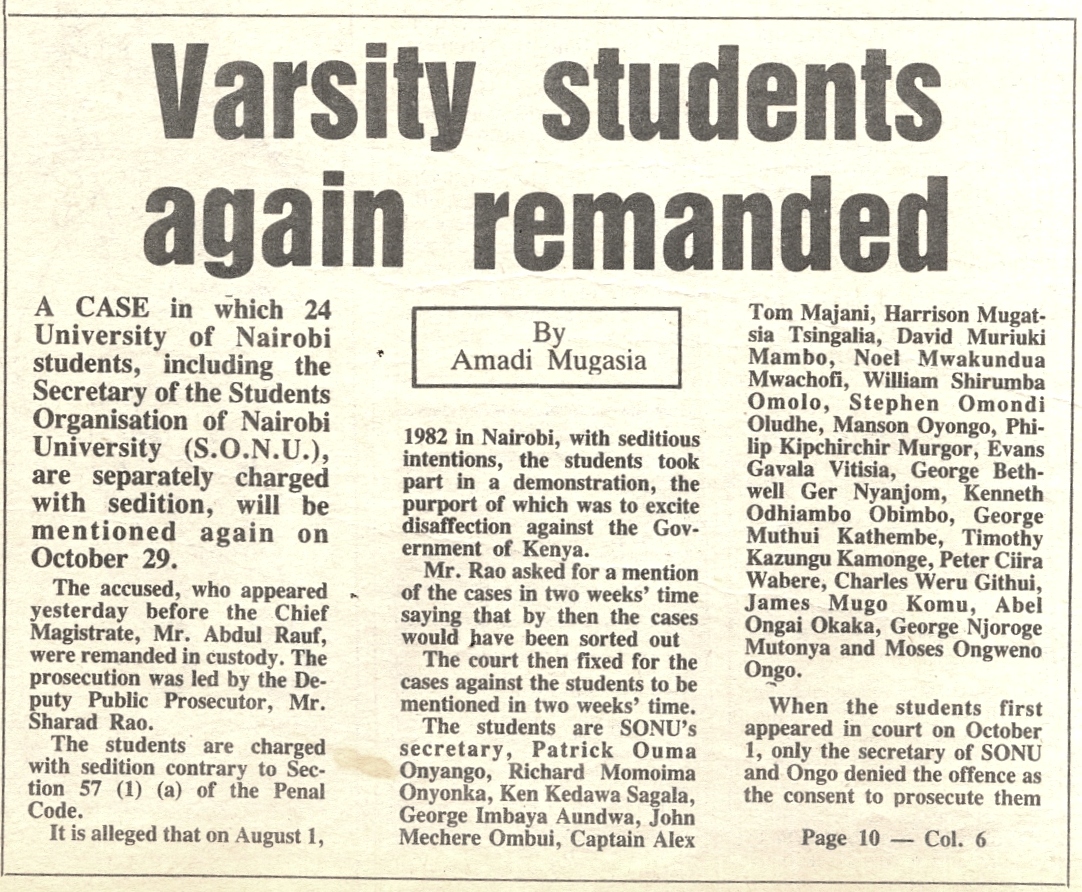 Varsity students
again remanded
A CASE in which 24
University of Nairobi
students, including the
Secretary of the Students
Organisation of Nairobi
University (S.O.N.U.),
are separately charged
with sedition, will be
mentioned again on
October 29.
The accused, who appeared
yesterday before the Chief
Magistrate, Mr. Abdul Rauf,
were remanded in custody. The
prosecution was led by the De-
puty Public Prosecutor, Mr.
Sharad Rao.
The students are charged
with sedition contrary to Sec-
tion 57 (1) (a) of the Penal
Code.
It is alleged that on August 1,
By
Amadi Mugasia
1982 in Nairobi, with seditious
intentions, the students took
part in a demonstration, the
purport of which was to excite
disaffection against the Gov-
ernment of Kenya.
Mr. Rao asked for a mention
of the cases in two weeks' time
saying that by then the cases
would have been sorted out
The court then fixed for the
cases against the students to be
mentioned in two weeks' time.
The students are SONU's
secretary, Patrick Ouma
Onyango, Richard Momoima
Onyonka, Ken Kedawa Sagala,
George Imbaya Aundwa, John
Mechere Ombui, Captain Alex
Tom Majani, Harrison Mugat-
sia Tsingalia, David Muriuki
Mambo, Noel Mwakundua
Mwachofi, William Shirumba
Omolo, Stephen Omondi
Oludhe, Manson Oyongo, Phi-
lip Kipchirchir Murgor, Evans
Gavala Vitisia, George Beth-
well Ger Nyanjom, Kenneth
Odhiambo Obimbo, George
Muthui Kathembe, Timothy
Kazungu Kamonge, Peter Ciira
Wabere, Charles Weru Githui,
James Mugo Komu, Abel
Ongai Okaka, George Njoroge
Mutonya and Moses Ongweno
Ongo.
When the students first
appeared in court on October
1, only the secretary of SONU
and Ongo denied the offence as
the consent to prosecute them
Page 10 — Col. 6